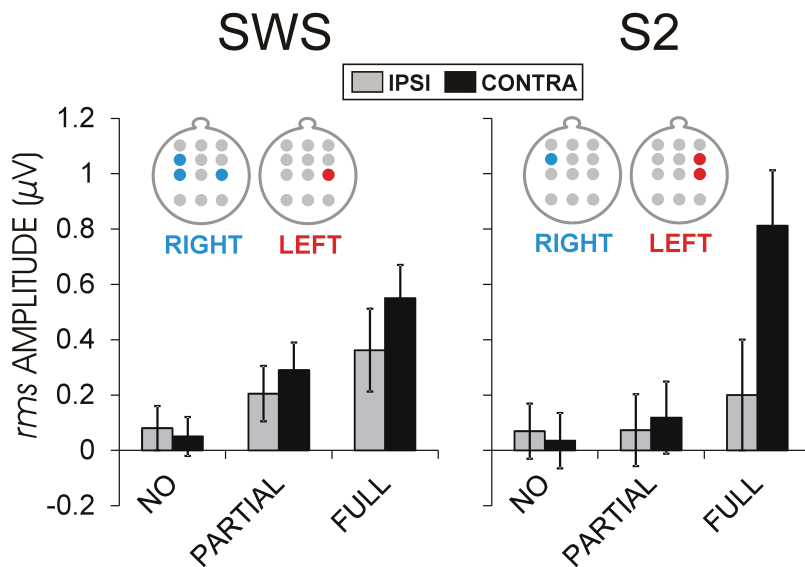 SWS S2
IPSI CONTRA
rms AMPLITUDE (µV)
1.2
1
0.8
0.6
0.4
0.2
0
-0.2
RIGHT LEFT
RIGHT LEFT
NO PARTIAL FULL
NO PARTIAL FULL